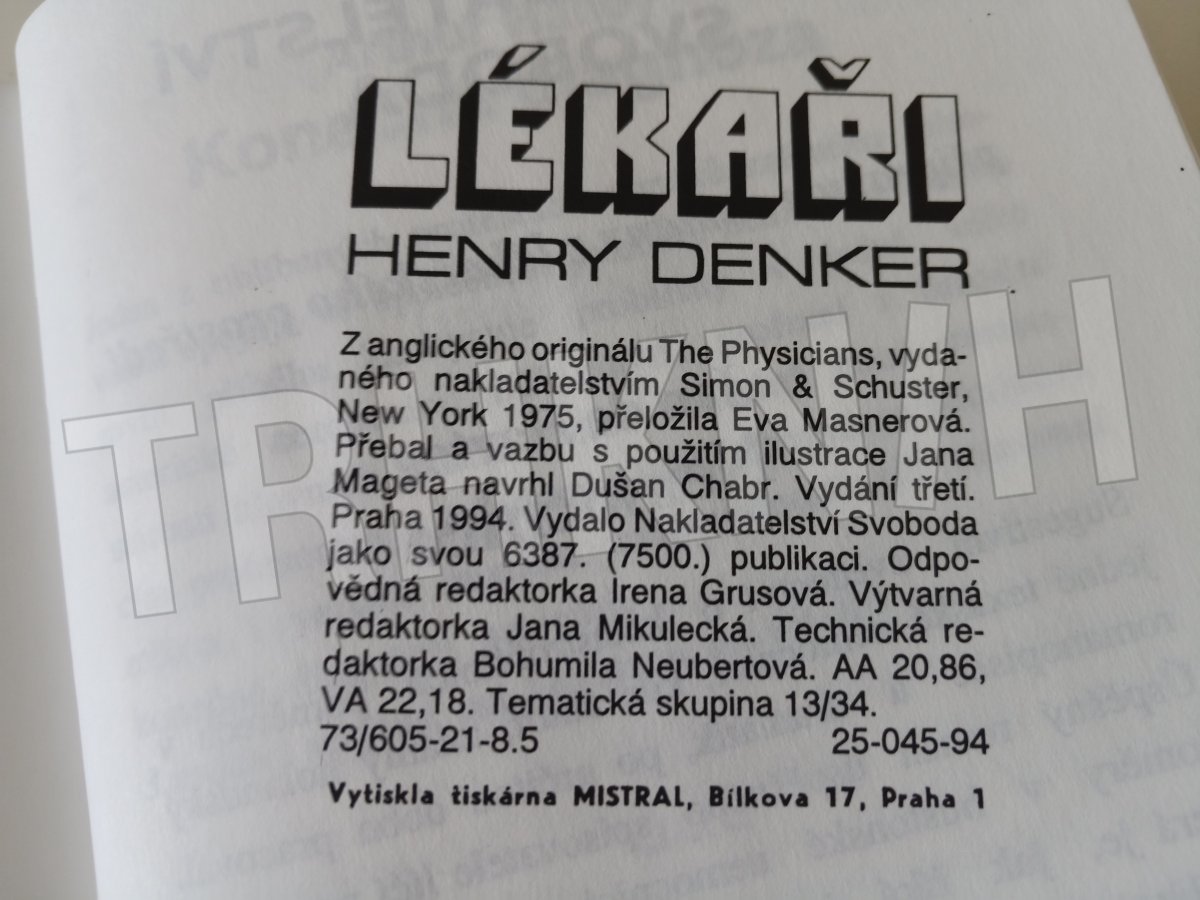 LÉKAŘI
HENRY DENKER
Z anglického originálu The Physicians, vyda-
ného nakladatelstvím Simon & Schuster,
New York 1975, přeložila Eva Masnerová.
Přebal a vazbu s použitím ilustrace Jana
Mageta navrhl Dušan Chabr. Vydání třetí.
Praha 1994. Vydalo Nakladatelství Svoboda
jako svou 6387. (7500.) publikaci. Odpo-
vědná redaktorka Irena Grusová. Výtvarná
redaktorka Jana Mikulecká. Technická re-
daktorka Bohumila Neubertová. AA 20,86,
VA 22,18. Tematická skupina 13/34.
73/605-21-8.5 25-045-94
Vytiskla tiskárna MISTRAL, Bílkova 17, Praha 1